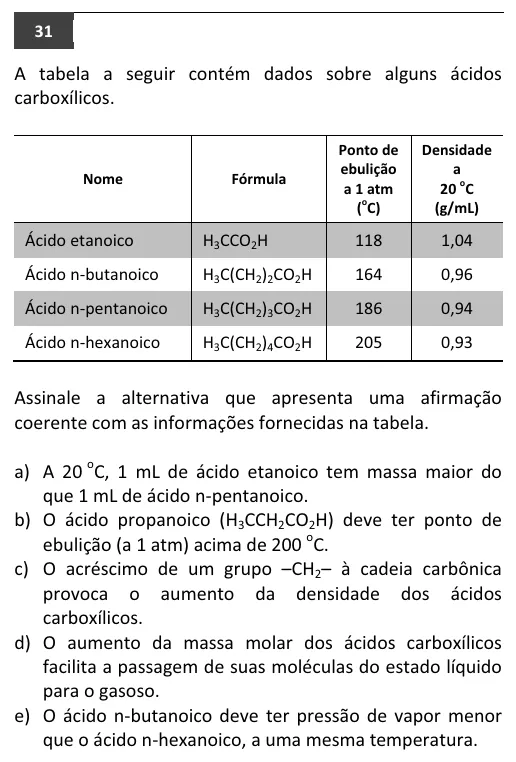 31
A tabela a seguir contém dados sobre alguns ácidos
carboxílicos.
Nome Fórmula Ponto de ebulição a 1 atm (°C) Densidade a 20 °C (g/mL)
Ácido etanoico H₃CCO₂H 118 1,04
Ácido n-butanoico H₃C(CH₂)₂CO₂H 164 0,96
Ácido n-pentanoico H₃C(CH₂)₃CO₂H 186 0,94
Ácido n-hexanoico H₃C(CH₂)₄CO₂H 205 0,93
Assinale a alternativa que apresenta uma afirmação
coerente com as informações fornecidas na tabela.
a) A 20 °C, 1 mL de ácido etanoico tem massa maior do
que 1 mL de ácido n-pentanoico.
b) O ácido propanoico (H₃CCH₂CO₂H) deve ter ponto de
ebulição (a 1 atm) acima de 200 °C.
c) O acréscimo de um grupo –CH₂– à cadeia carbônica
provoca o aumento da densidade dos ácidos
carboxílicos.
d) O aumento da massa molar dos ácidos carboxílicos
facilita a passagem de suas moléculas do estado líquido
para o gasoso.
e) O ácido n-butanoico deve ter pressão de vapor menor
que o ácido n-hexanoico, a uma mesma temperatura.